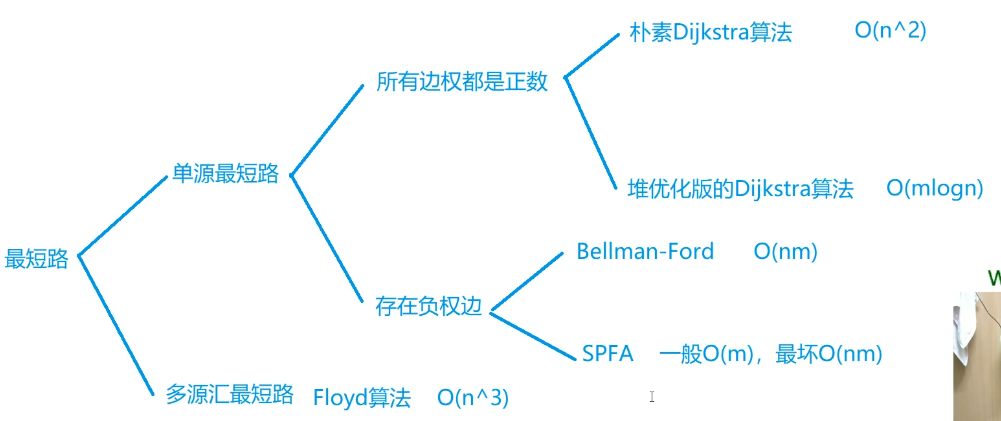 朴素Dijkstra算法 O(n^2)
所有边权都是正数
单源最短路
堆优化版的Dijkstra算法 O(mlogn)
最短路
Bellman-Ford O(nm)
存在负权边
SPFA 一般O(m)，最坏O(nm)
多源汇最短路 Floyd算法 O(n^3)